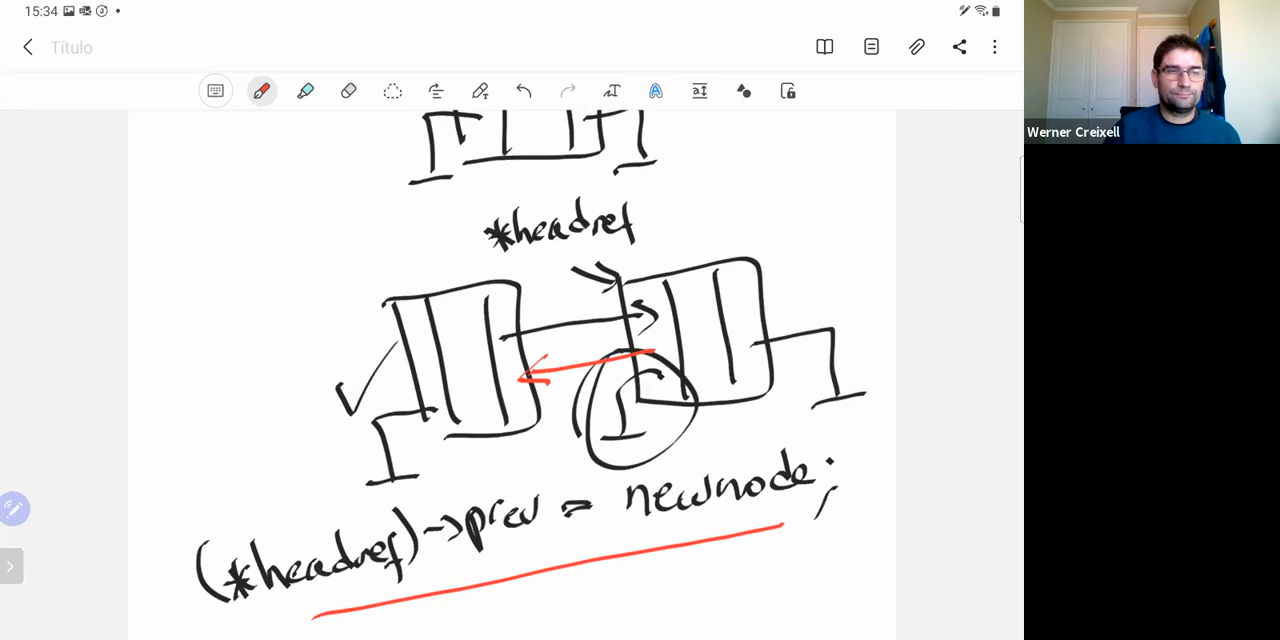 15:34
Título
Werner Creixell
*headref
(*headref)->prev = newnode;